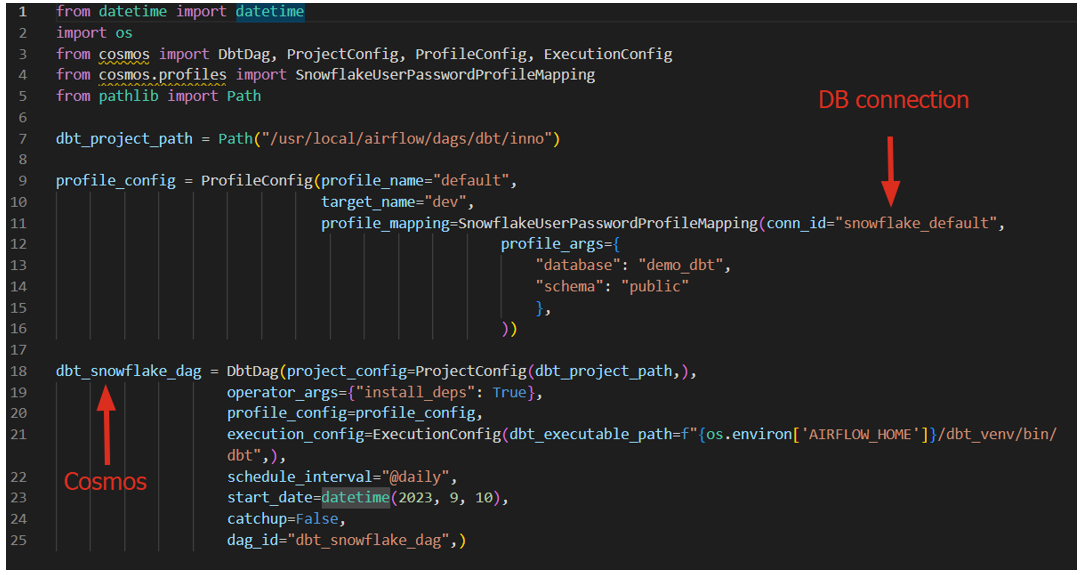 1 from datetime import datetime
2 import os
3 from cosmos import DbtDag, ProjectConfig, ProfileConfig, ExecutionConfig
4 from cosmos.profiles import SnowflakeUserPasswordProfileMapping
5 from pathlib import Path
DB connection
6
7 dbt_project_path = Path("/usr/local/airflow/dags/dbt/inno")
8
9 profile_config = ProfileConfig(profile_name="default",
10 target_name="dev",
11 profile_mapping=SnowflakeUserPasswordProfileMapping(conn_id="snowflake_default",
12 profile_args={
13 "database": "demo_dbt",
14 "schema": "public"
15 },
16 ))
17
18 dbt_snowflake_dag = DbtDag(project_config=ProjectConfig(dbt_project_path,),
19 operator_args={"install_deps": True},
20 profile_config=profile_config,
21 execution_config=ExecutionConfig(dbt_executable_path=f"{os.environ['AIRFLOW_HOME']}/dbt_venv/bin/
dbt",),
22 schedule_interval="@daily",
Cosmos
23 start_date=datetime(2023, 9, 10),
24 catchup=False,
25 dag_id="dbt_snowflake_dag",)